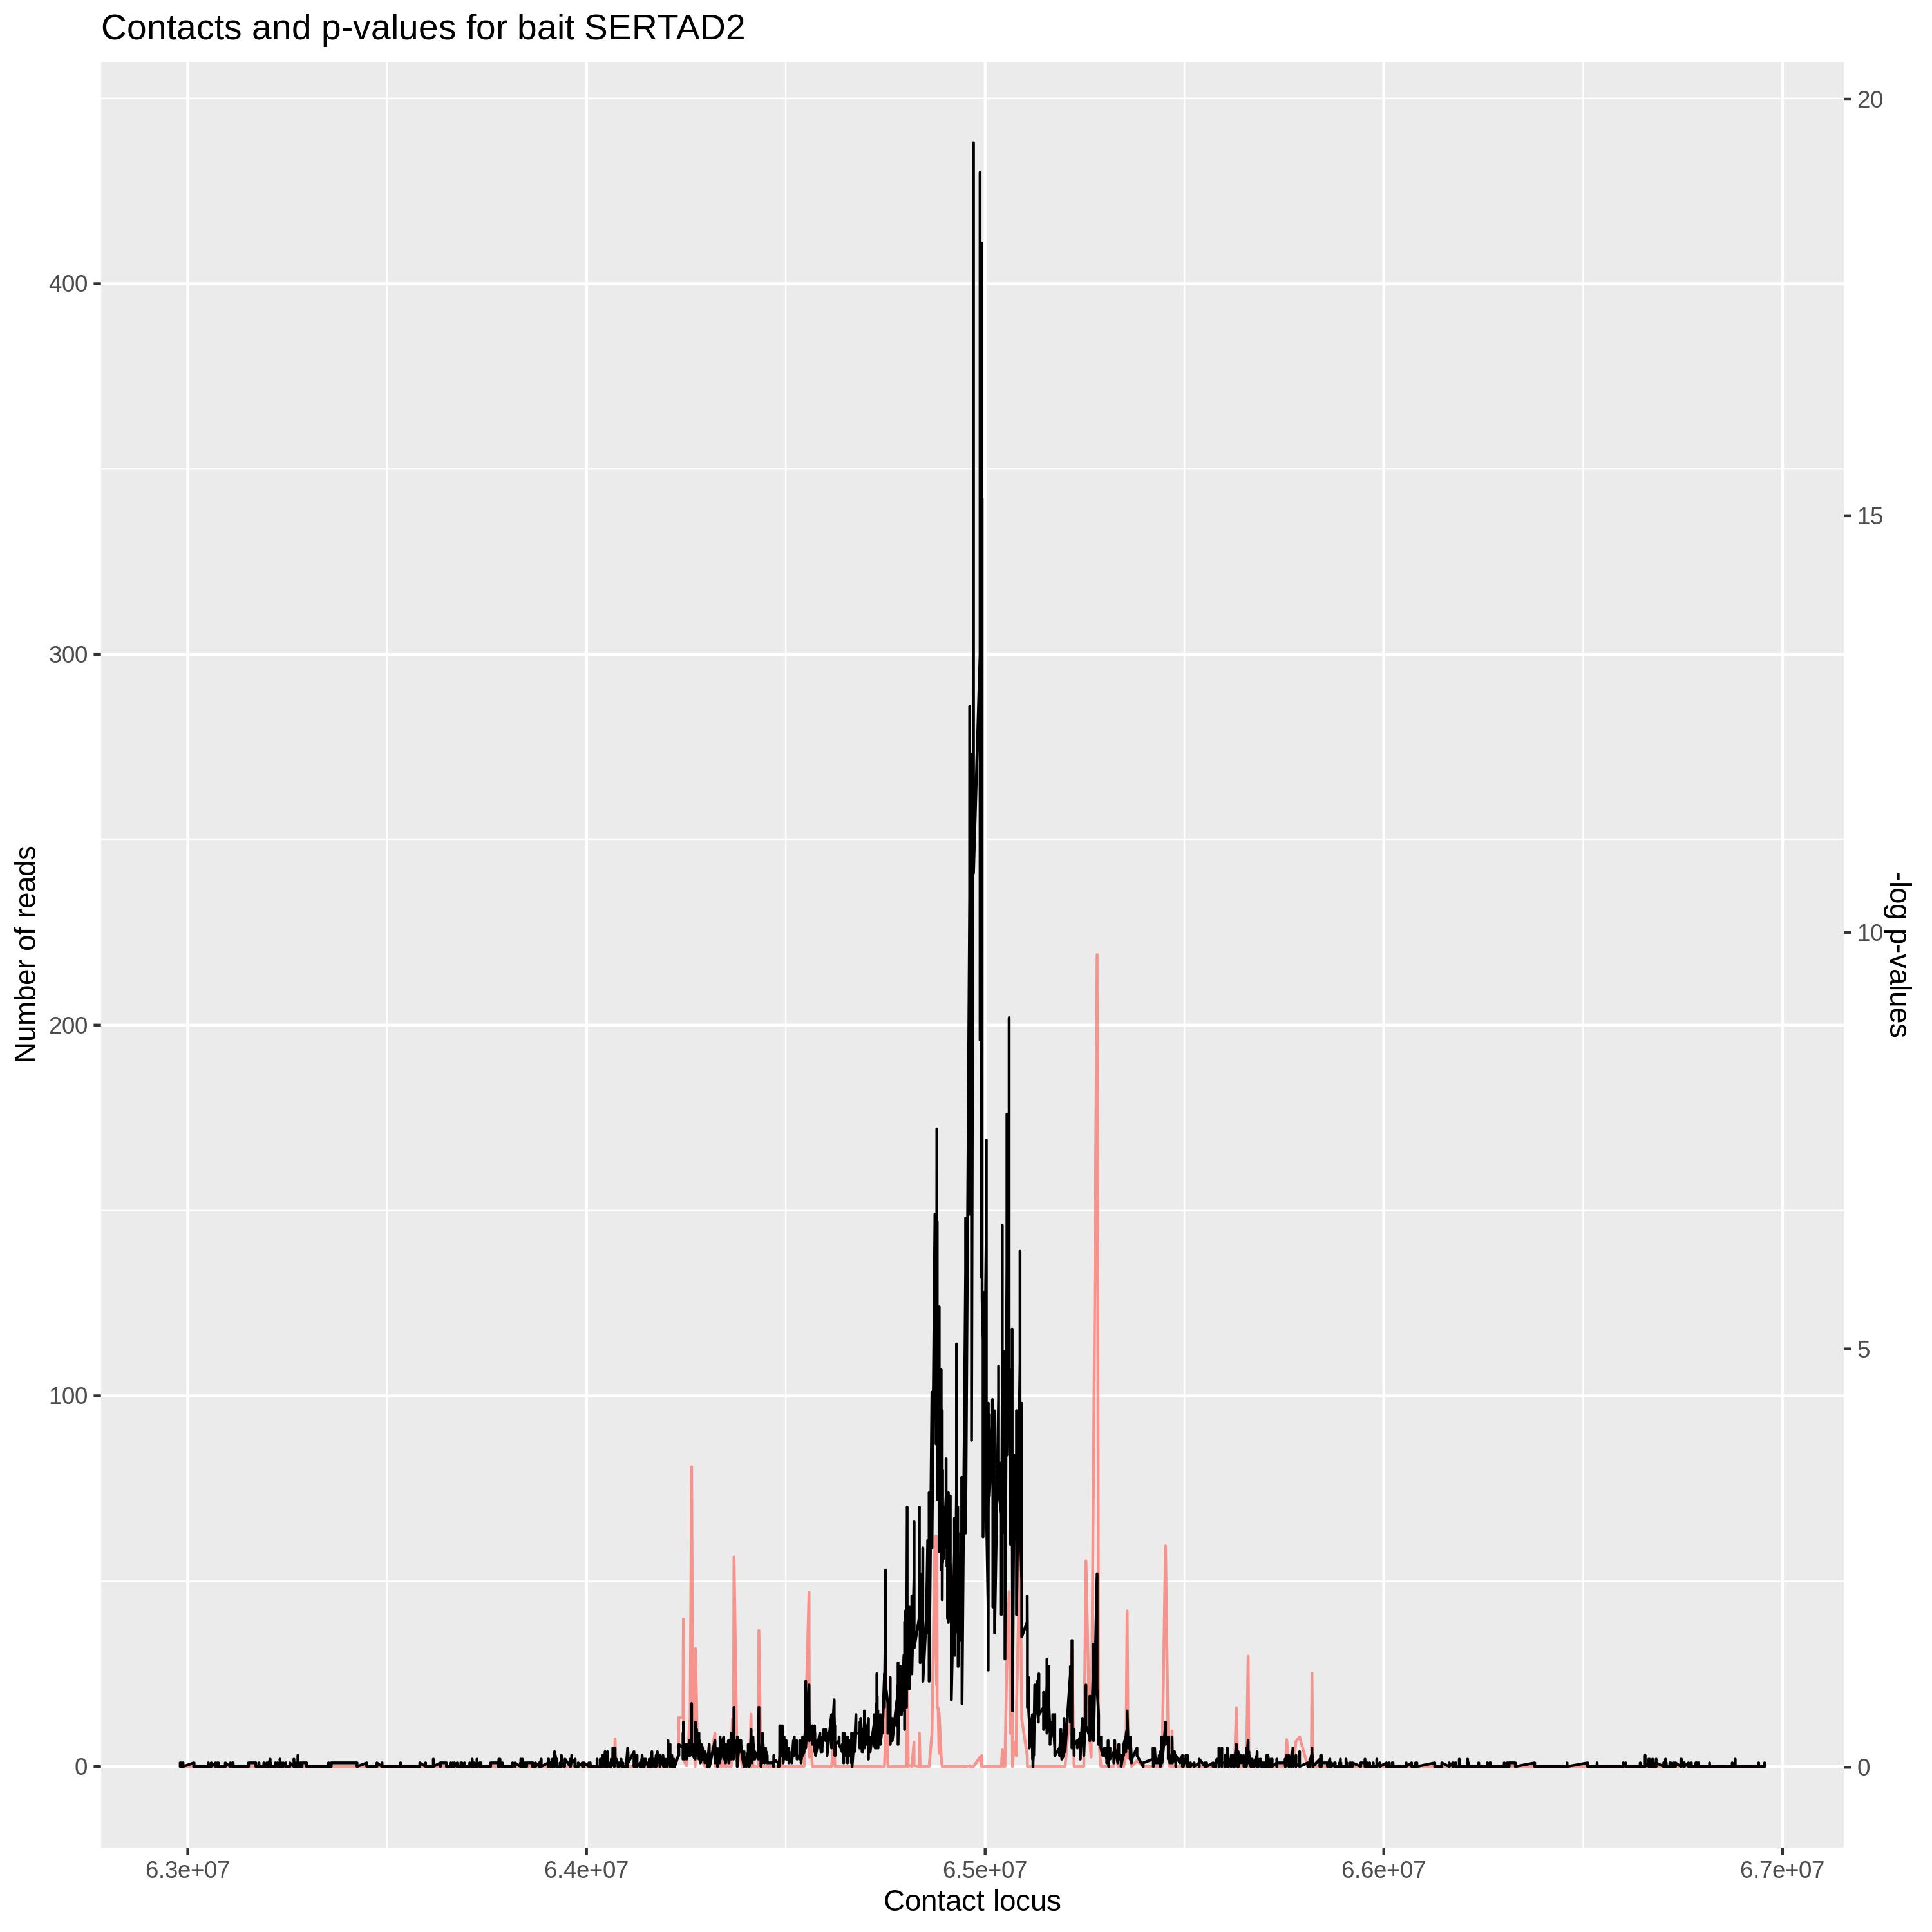 Contacts and p-values for bait SERTAD2
20
400
15
300
Number of reads
-log p-values
10
200
5
100
0
0
6.3e+07
6.4e+07
6.5e+07
6.6e+07
6.7e+07
Contact locus